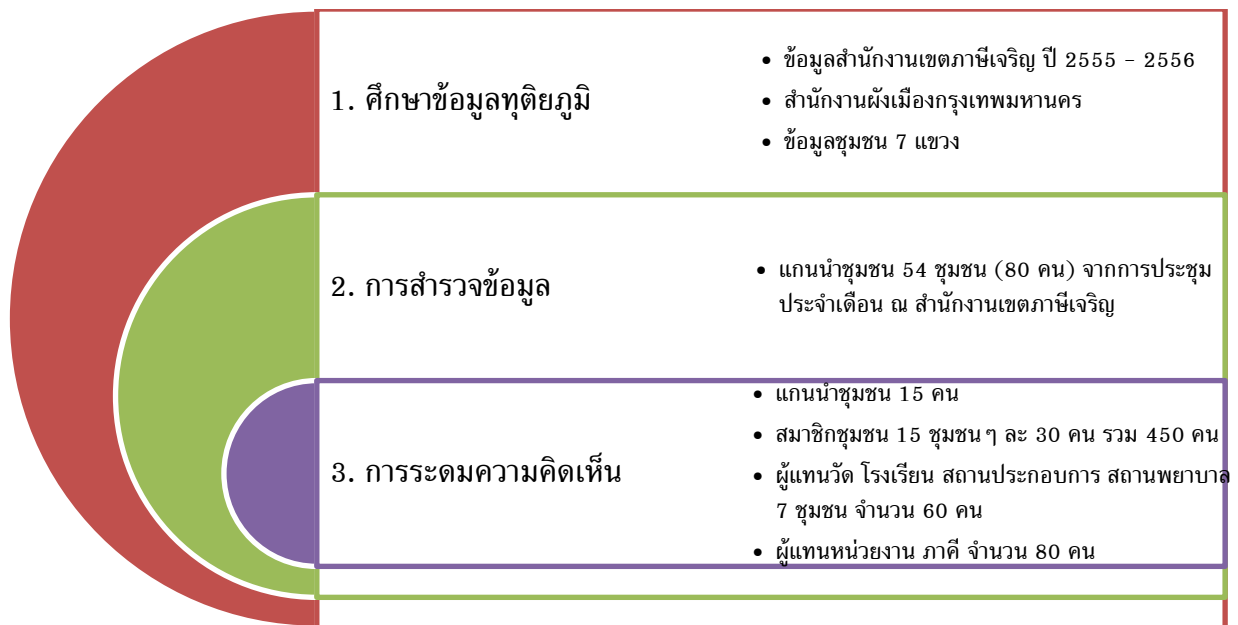 1. ศึกษาข้อมูลทุติยภูมิ
• ข้อมูลสำนักงานเขตภาษีเจริญ ปี 2555 - 2556
• สำนักงานผังเมืองกรุงเทพมหานคร
• ข้อมูลชุมชน 7 แขวง
2. การสำรวจข้อมูล
• แกนนำชุมชน 54 ชุมชน (80 คน) จากการประชุม
ประจำเดือน ณ สำนักงานเขตภาษีเจริญ
3. การระดมความคิดเห็น
• แกนนำชุมชน 15 คน
• สมาชิกชุมชน 15 ชุมชนๆ ละ 30 คน รวม 450 คน
• ผู้แทนวัด โรงเรียน สถานประกอบการ สถานพยาบาล
7 ชุมชน จำนวน 60 คน
• ผู้แทนหน่วยงาน ภาคี จำนวน 80 คน